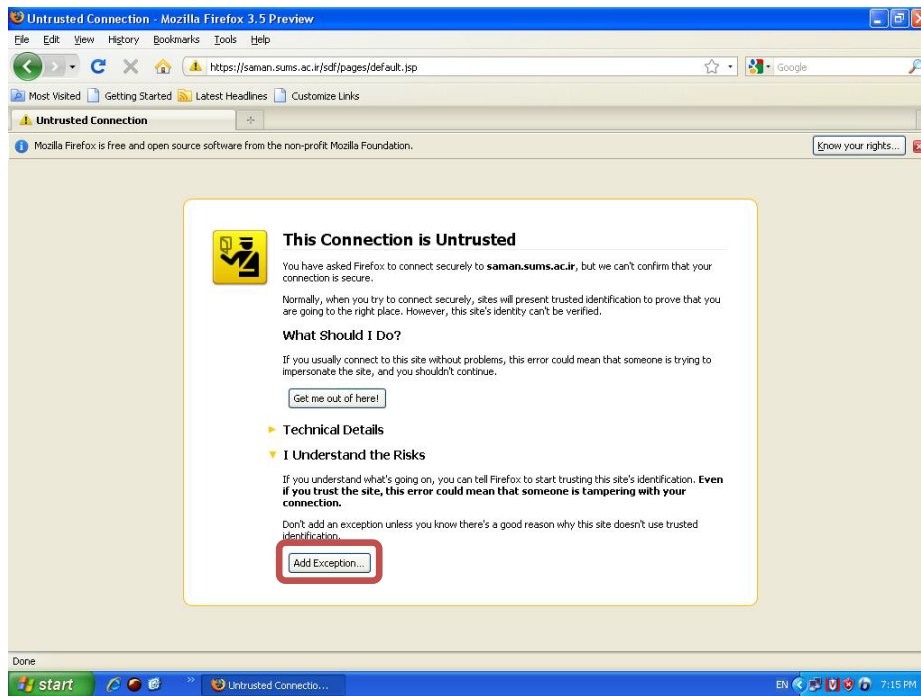 Untrusted Connection - Mozilla Firefox 3.5 Preview
File Edit View History Bookmarks Tools Help
https://saman.sums.ac.ir/sdf/pages/default.jsp
Google
Most Visited Getting Started Latest Headlines Customize Links
Untrusted Connection
Mozilla Firefox is free and open source software from the non-profit Mozilla Foundation.
Know your rights...
This Connection is Untrusted
You have asked Firefox to connect securely to saman.sums.ac.ir, but we can't confirm that your
connection is secure.
Normally, when you try to connect securely, sites will present trusted identification to prove that you
are going to the right place. However, this site's identity can't be verified.
What Should I Do?
If you usually connect to this site without problems, this error could mean that someone is trying to
impersonate the site, and you shouldn't continue.
Get me out of here!
Technical Details
I Understand the Risks
If you understand what's going on, you can tell Firefox to start trusting this site's identification. Even
if you trust the site, this error could mean that someone is tampering with your
connection.
Don't add an exception unless you know there's a good reason why this site doesn't use trusted
identification.
Add Exception...
Done
start
Untrusted Connectio...
EN
7:15 PM